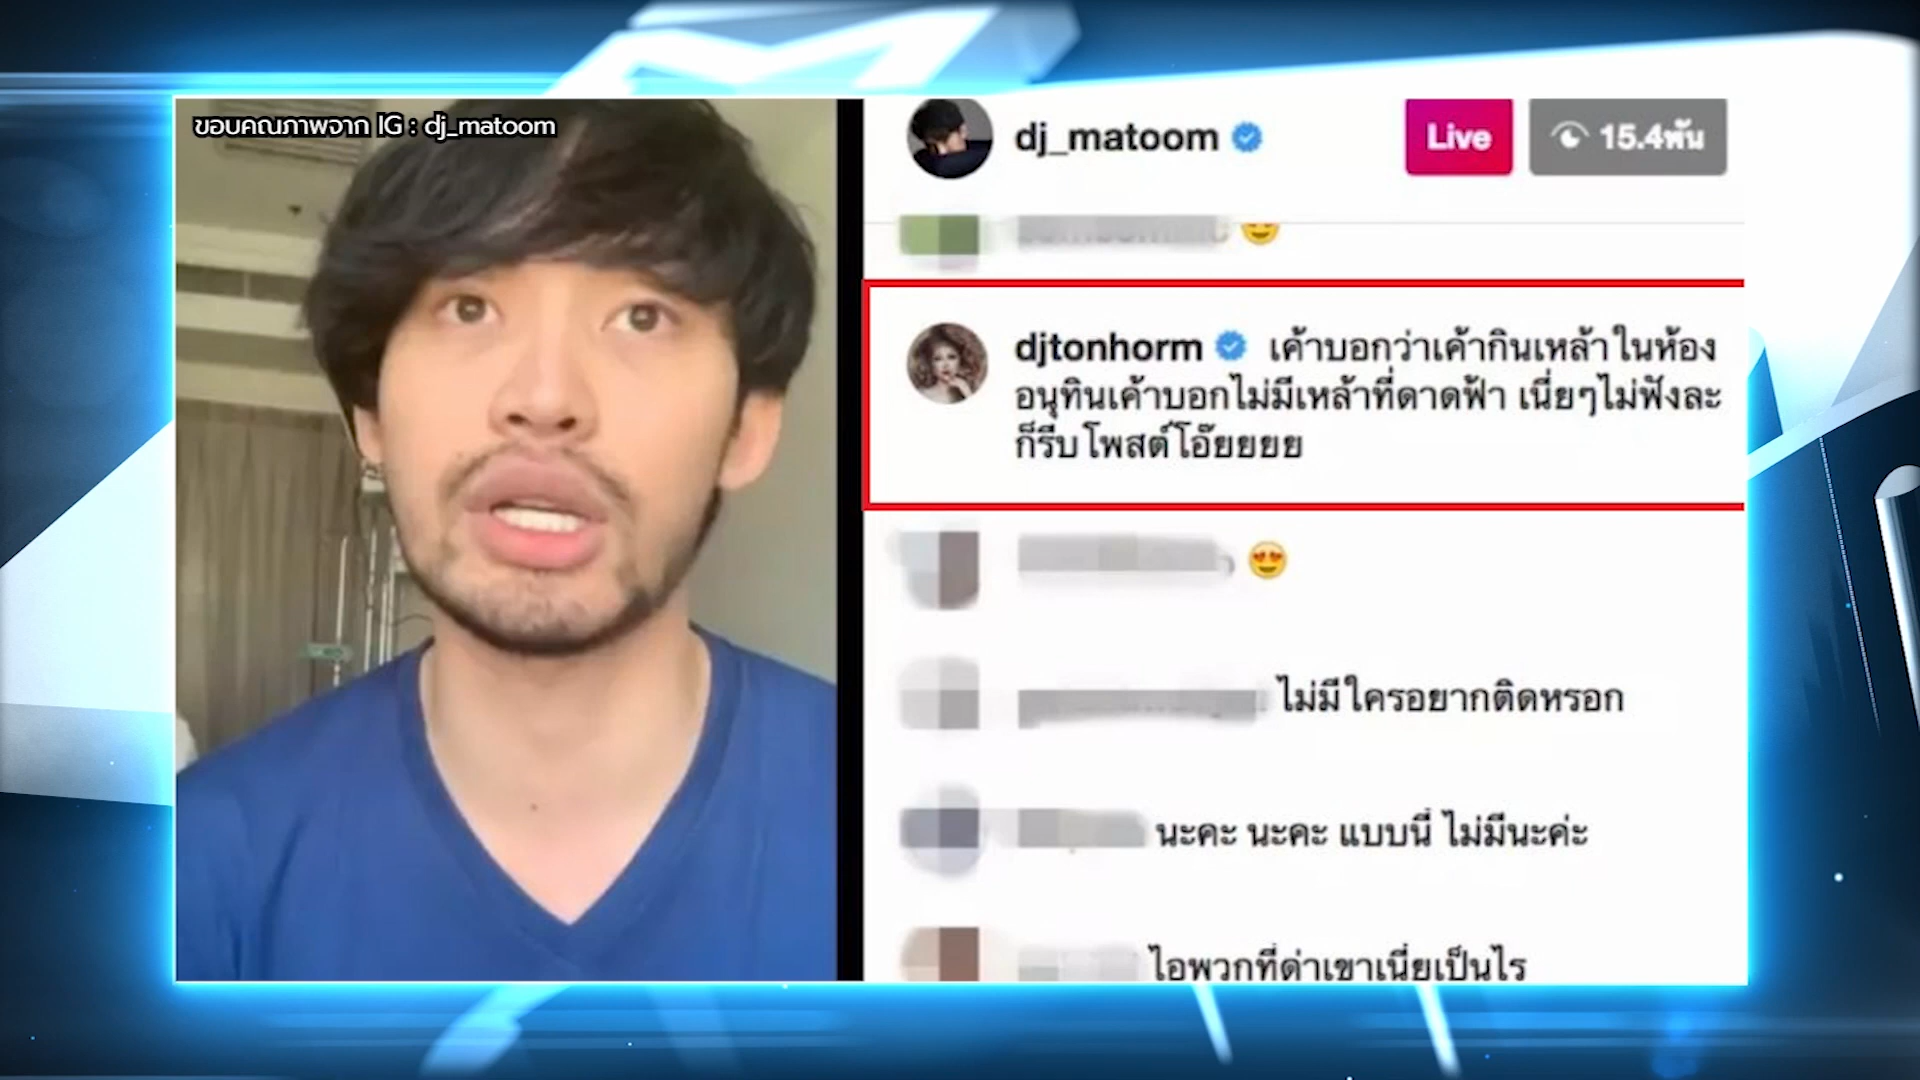 ขอบคุณภาพจาก IG : dj_matoom
dj_matoom
Live
15.4พัน
djtonhorm เค้าบอกว่าเค้ากินเหล้าในห้อง
อนุทินเค้าบอกไม่มีเหล้าที่ดาดฟ้า เนี่ยๆไม่ฟังละ
ก็รีบโพสต์โอ๊ยยยย
ไม่มีใครอยากติดหรอก
นะคะ นะคะ แบบนี้ ไม่มีนะค่ะ
ไอพวกที่ด่าเขาเนี่ยเป็นไร